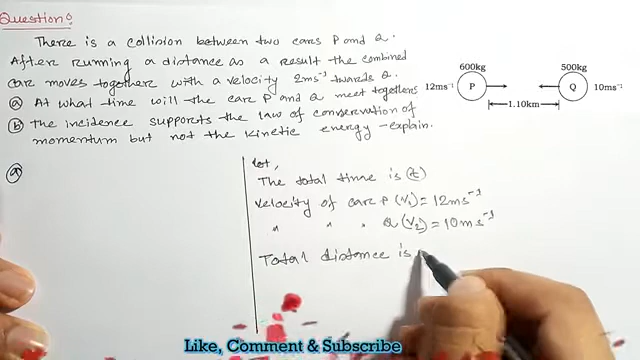 Question:
There is a collision between two cars P and Q.
After running a distance as a result the combined
car moves together with a velocity 2ms⁻¹ towards Q.
(a) At what time will the car P and Q meet together?
(b) The incidence supports the law of conservation of
momentum but not the kinetic energy - explain.
600kg
500kg
12ms⁻¹
P
Q
10ms⁻¹
1.10km
(a)
let,
The total time is (t)
velocity of car P (v₁) = 12ms⁻¹
" " " Q (v₂) = 10ms⁻¹
Total distance is
Like, Comment & Subscribe